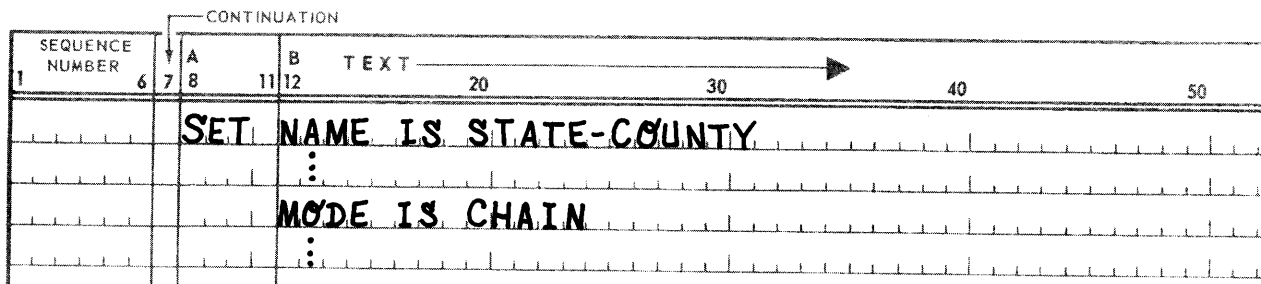 CONTINUATION
SEQUENCE NUMBER A B TEXT
1 6 7 8 11 12 20 30 40 50
SET NAME IS STATE-COUNTY
MODE IS CHAIN